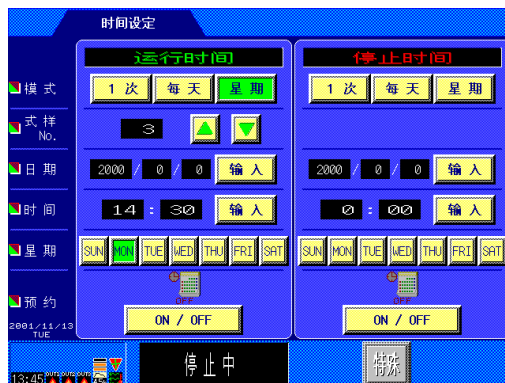 时间设定
运行时间 停止时间
模式 1 次 每天 星期 1 次 每天 星期
式样 No. 3
日期 2000 / 0 / 0 输入 2000 / 0 / 0 输入
时间 14 : 30 输入 0 : 00 输入
星期 SUN MON TUE WED THU FRI SAT SUN MON TUE WED THU FRI SAT
OFF OFF
预约 ON / OFF ON / OFF
2001/11/13
TUE
停止中 特殊
13:45 OUT3 OUT2 OUT1